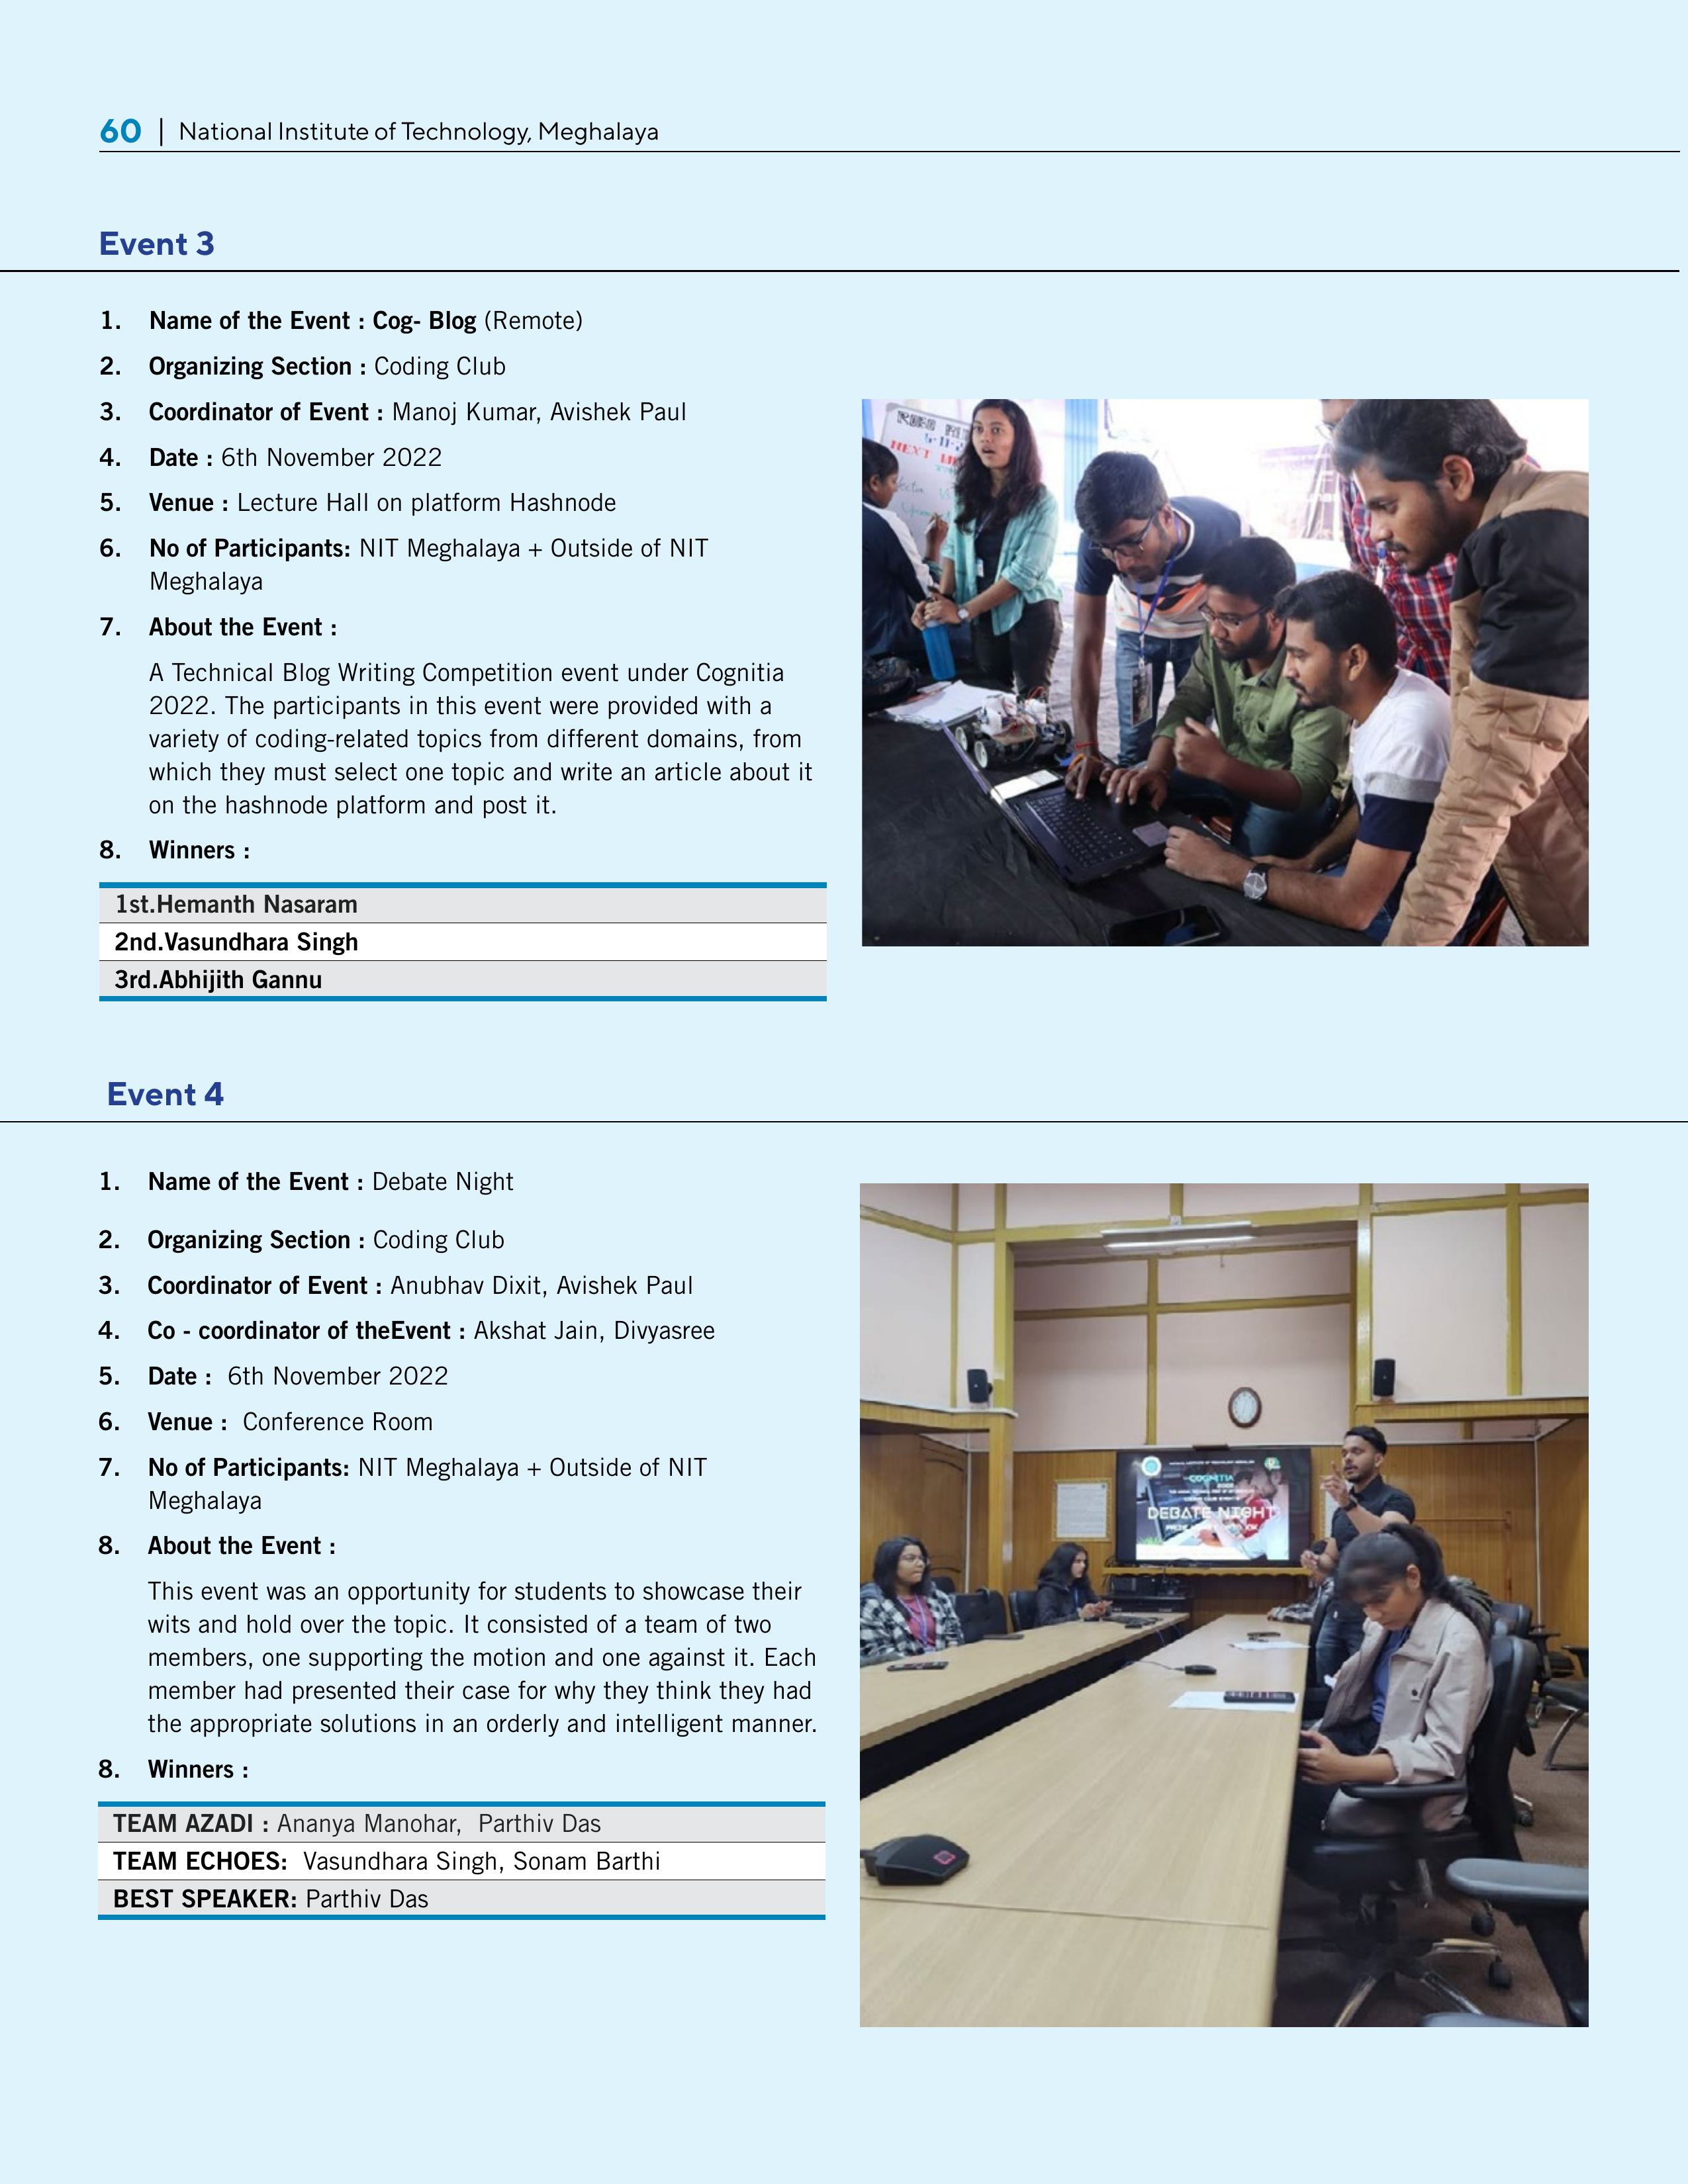 60 | National Institute of Technology, Meghalaya
Event 3
1. Name of the Event : Cog- Blog (Remote)
2. Organizing Section : Coding Club
3. Coordinator of Event : Manoj Kumar, Avishek Paul
4. Date : 6th November 2022
5. Venue : Lecture Hall on platform Hashnode
6. No of Participants: NIT Meghalaya + Outside of NIT
Meghalaya
7. About the Event :
A Technical Blog Writing Competition event under Cognitia
2022. The participants in this event were provided with a
variety of coding-related topics from different domains, from
which they must select one topic and write an article about it
on the hashnode platform and post it.
8. Winners :
1st.Hemanth Nasaram
2nd.Vasundhara Singh
3rd.Abhijith Gannu
ROBO
NEXT
Event 4
1. Name of the Event : Debate Night
2. Organizing Section : Coding Club
3. Coordinator of Event : Anubhav Dixit, Avishek Paul
4. Co - coordinator of theEvent : Akshat Jain, Divyasree
5. Date : 6th November 2022
6. Venue : Conference Room
7. No of Participants: NIT Meghalaya + Outside of NIT
Meghalaya
8. About the Event :
This event was an opportunity for students to showcase their
wits and hold over the topic. It consisted of a team of two
members, one supporting the motion and one against it. Each
member had presented their case for why they think they had
the appropriate solutions in an orderly and intelligent manner.
8. Winners :
TEAM AZADI : Ananya Manohar, Parthiv Das
TEAM ECHOES: Vasundhara Singh, Sonam Barthi
BEST SPEAKER: Parthiv Das
COGNITIA
DEBATE NIGHT